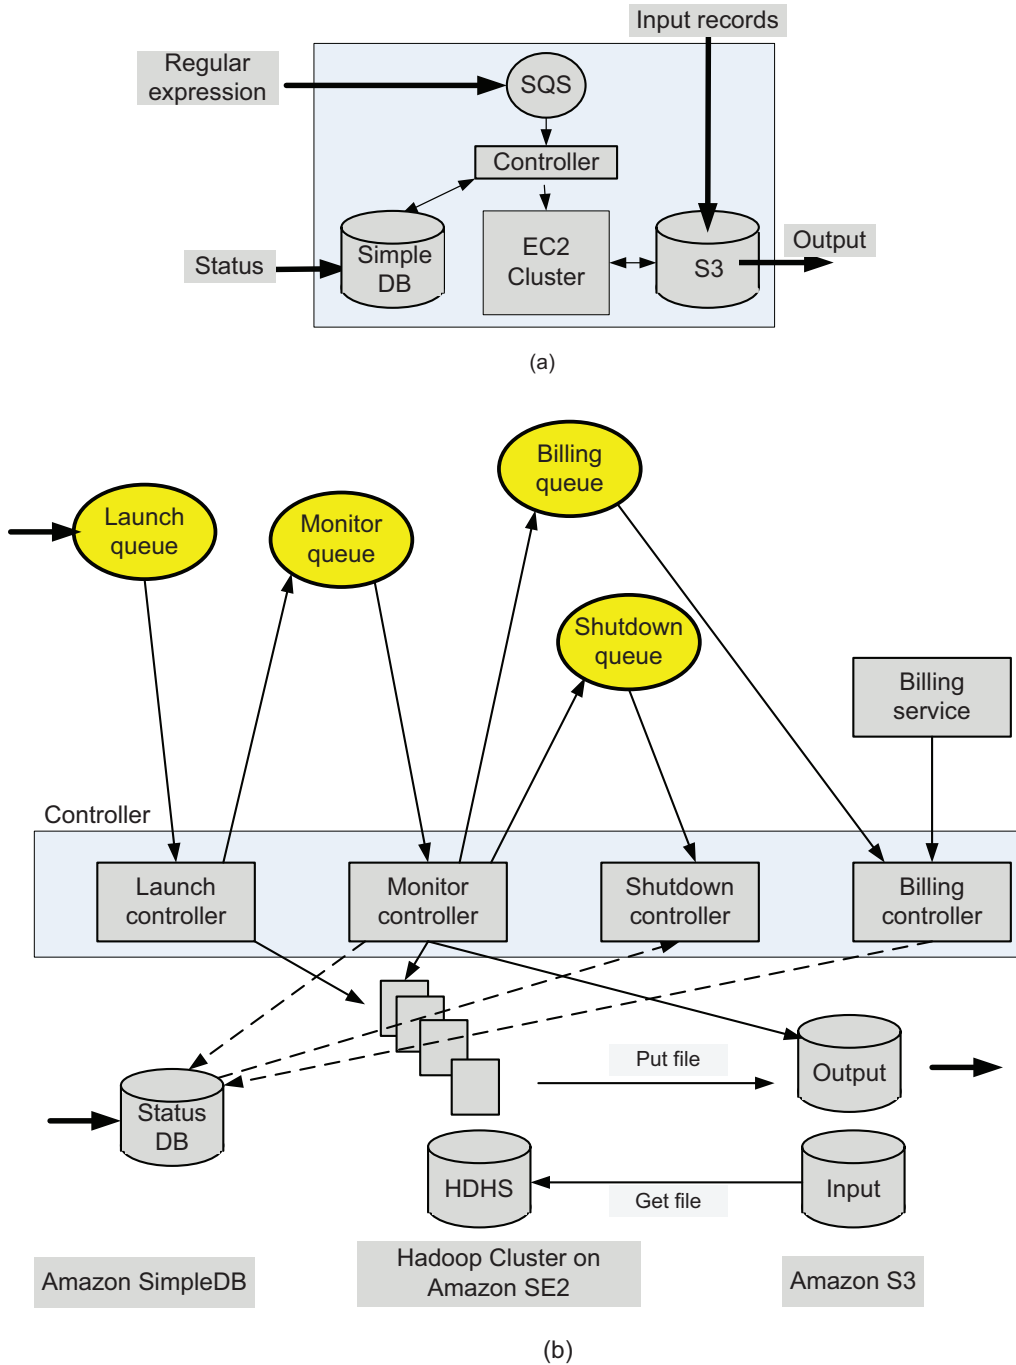 Input records
Regular
expression
SQS
Controller
Simple
DB
EC2
Cluster
S3
Status
Output
(a)
Billing
queue
Launch
queue
Monitor
queue
Shutdown
queue
Billing
service
Controller
Launch
controller
Monitor
controller
Shutdown
controller
Billing
controller
Put file
Output
Status
DB
HDHS
Get file
Input
Amazon SimpleDB
Hadoop Cluster on
Amazon SE2
Amazon S3
(b)